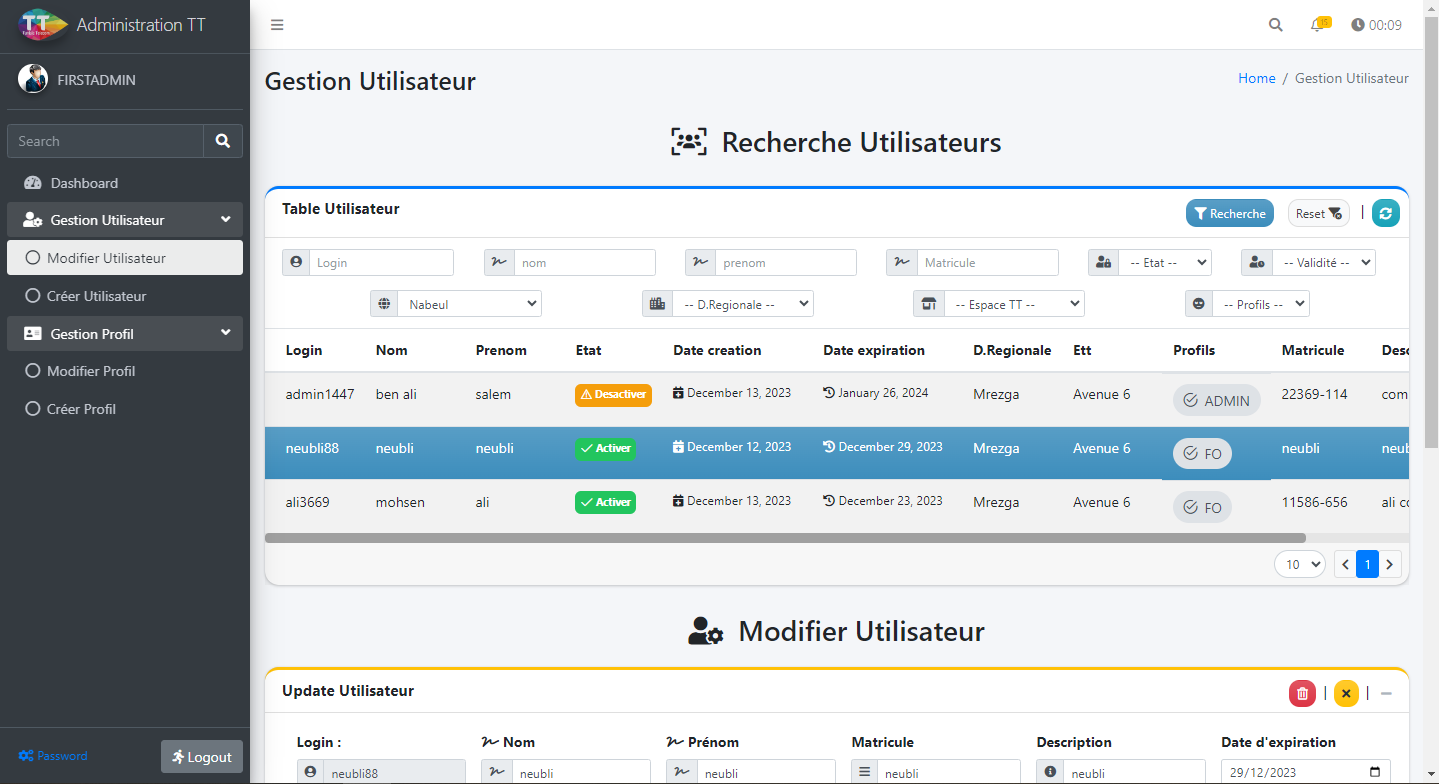 TT
Administration TT
FIRSTADMIN
Search
Dashboard
Gestion Utilisateur
Modifier Utilisateur
Créer Utilisateur
Gestion Profil
Modifier Profil
Créer Profil
Password
Logout
15
00:09
Gestion Utilisateur
Home / Gestion Utilisateur
Recherche Utilisateurs
Table Utilisateur
Recherche
Reset
|
Login
nom
prenom
Matricule
-- Etat --
-- Validité --
Nabeul
-- D.Regionale --
-- Espace TT --
-- Profils --
Login Nom Prenom Etat Date creation Date expiration D.Regionale Ett Profils Matricule Desc
admin1447 ben ali salem Desactiver December 13, 2023 January 26, 2024 Mrezga Avenue 6 ADMIN 22369-114 com
neubli88 neubli neubli Activer December 12, 2023 December 29, 2023 Mrezga Avenue 6 FO neubli neub
ali3669 mohsen ali Activer December 13, 2023 December 23, 2023 Mrezga Avenue 6 FO 11586-656 ali co
10
1
Modifier Utilisateur
Update Utilisateur
| |
Login : Nom Prénom Matricule Description Date d'expiration
neubli88 neubli neubli neubli neubli 29/12/2023